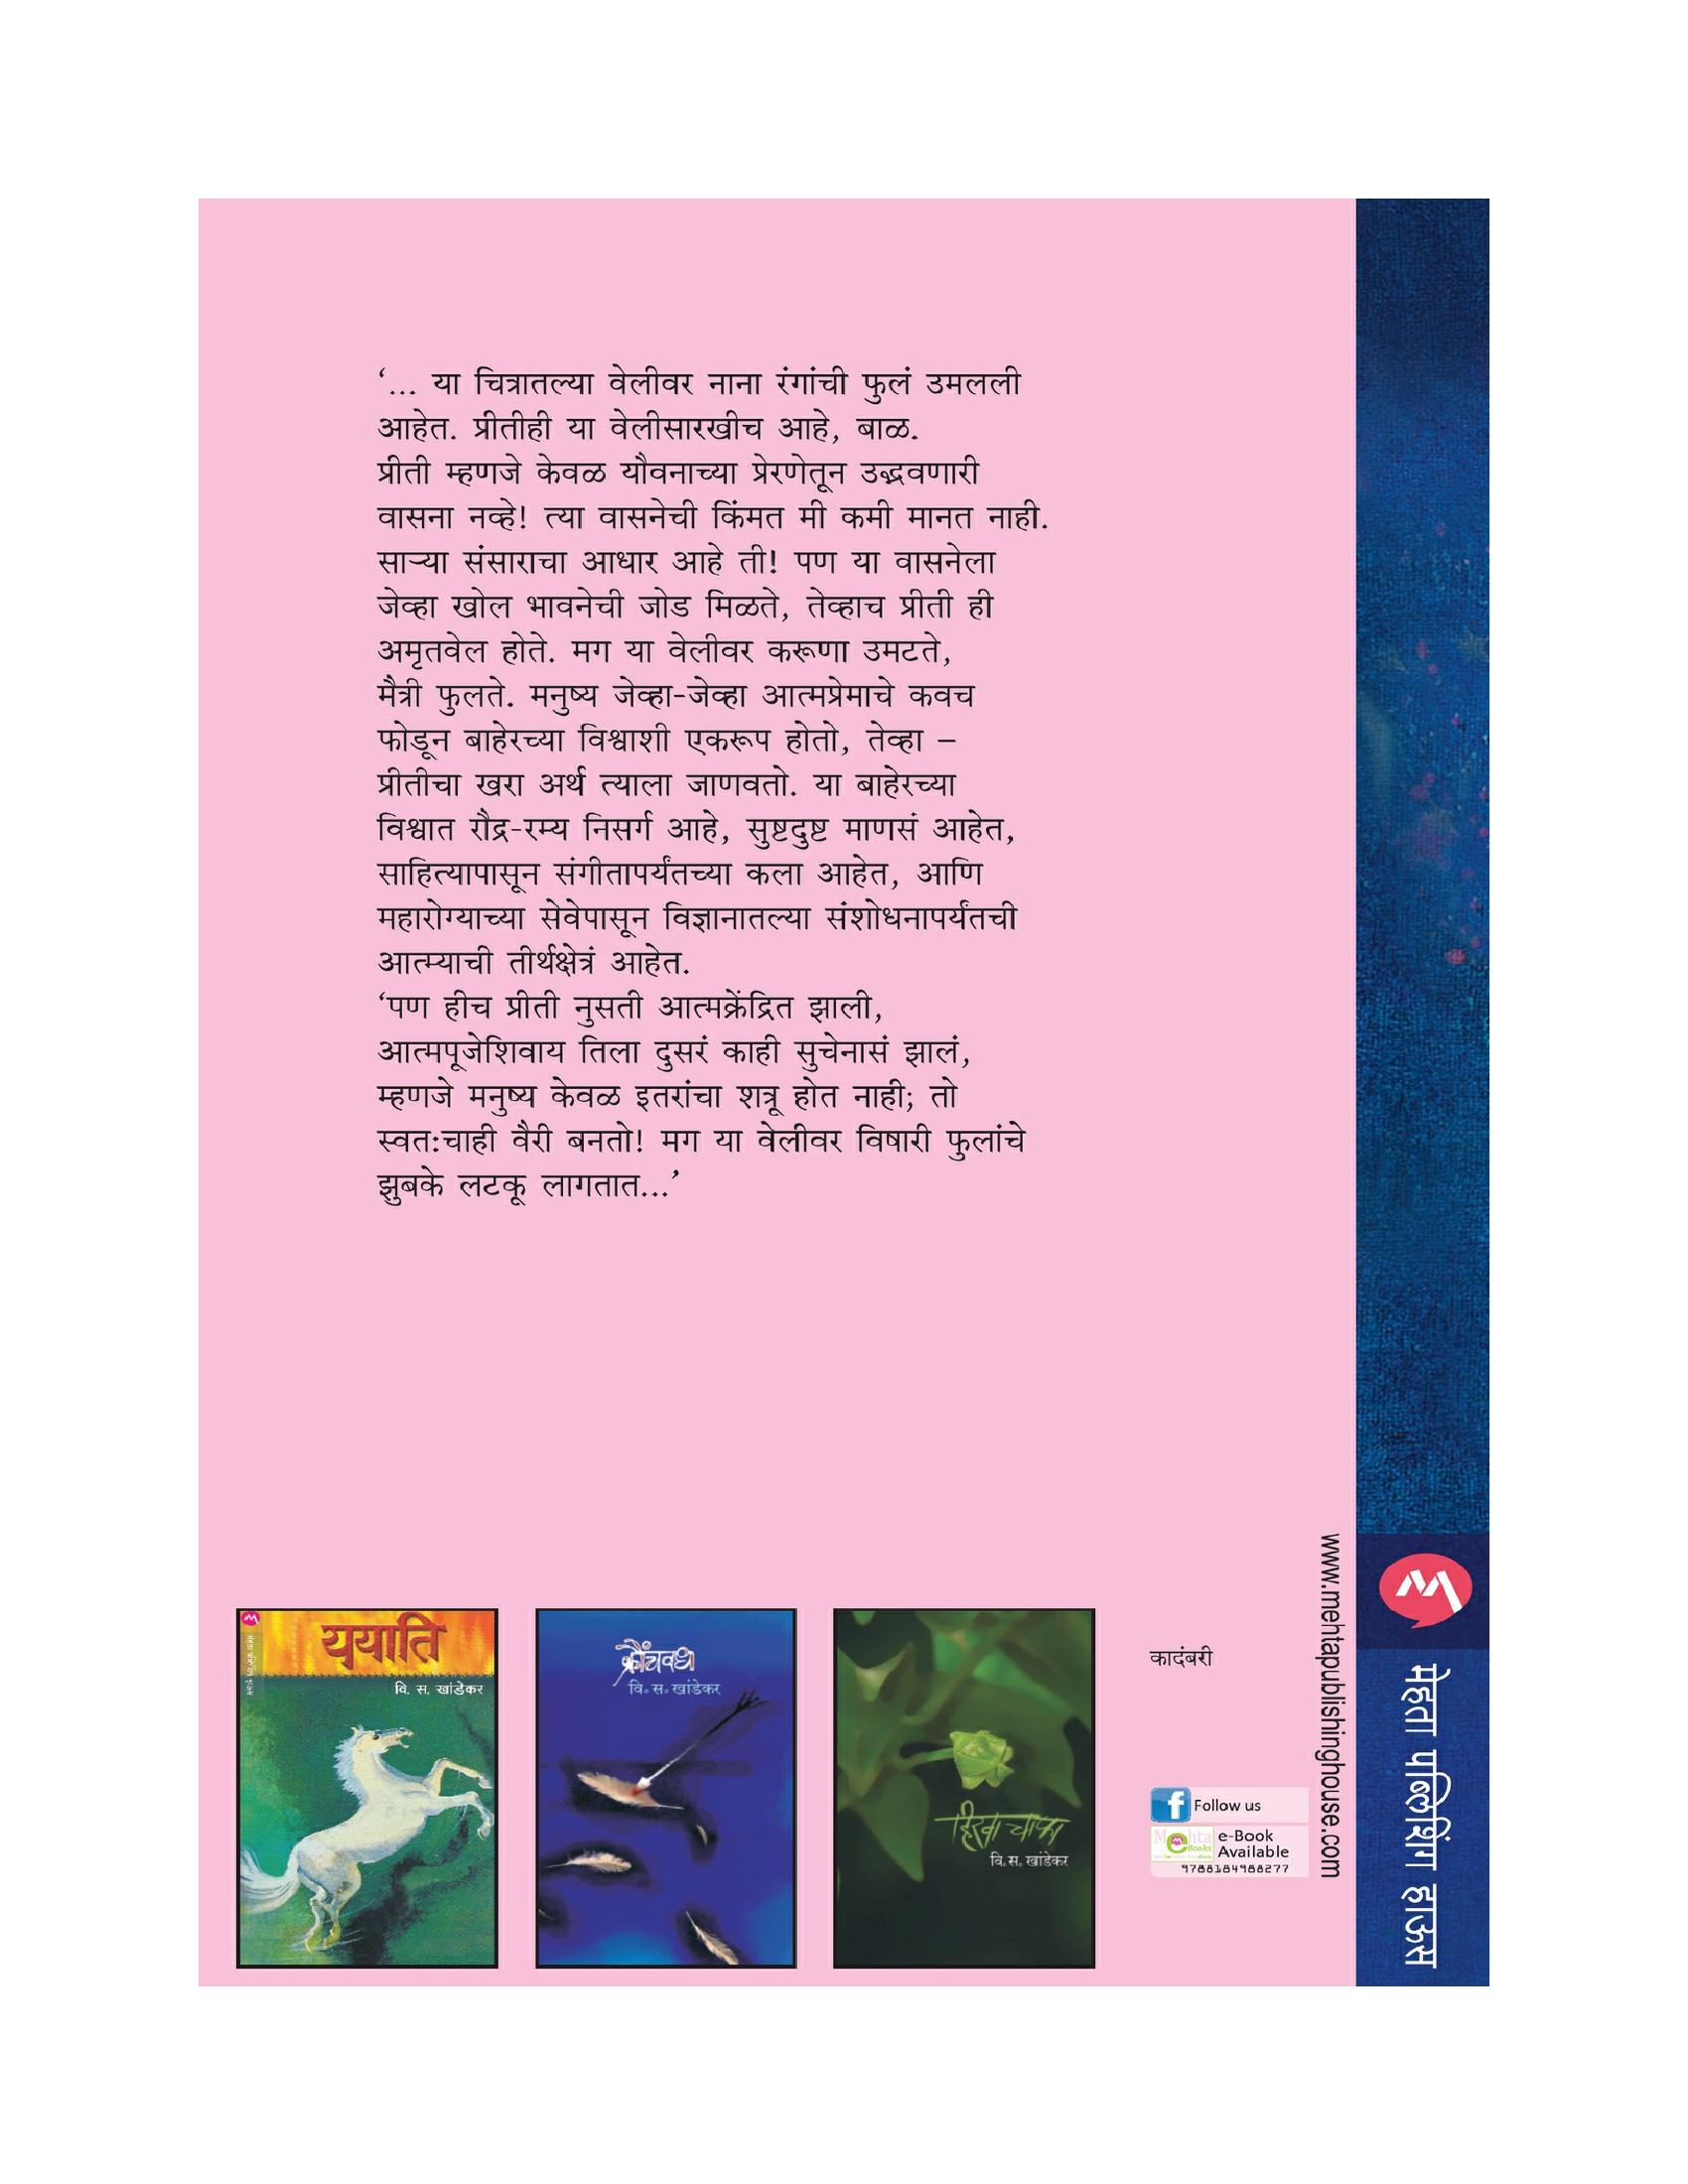 ‘... या चित्रातल्या वेलीवर नाना रंगांची फुलं उमलली
आहेत. प्रीतीही या वेलीसारखीच आहे, बाळ.
प्रीती म्हणजे केवळ यौवनाच्या प्रेरणेतून उद्भवणारी
वासना नव्हे! त्या वासनेची किंमत मी कमी मानत नाही.
साऱ्या संसाराचा आधार आहे ती! पण या वासनेला
जेव्हा खोल भावनेची जोड मिळते, तेव्हाच प्रीती ही
अमृतवेल होते. मग या वेलीवर करूणा उमटते,
मैत्री फुलते. मनुष्य जेव्हा-जेव्हा आत्मप्रेमाचे कवच
फोडून बाहेरच्या विश्वाशी एकरूप होतो, तेव्हा –
प्रीतीचा खरा अर्थ त्याला जाणवतो. या बाहेरच्या
विश्वात रौद्र-रम्य निसर्ग आहे, सुष्टदुष्ट माणसं आहेत,
साहित्यापासून संगीतापर्यंतच्या कला आहेत, आणि
महारोग्याच्या सेवेपासून विज्ञानातल्या संशोधनापर्यंतची
आत्म्याची तीर्थक्षेत्रं आहेत.
‘पण हीच प्रीती नुसती आत्मक्रेंद्रित झाली,
आत्मपूजेशिवाय तिला दुसरं काही सुचेनासं झालं,
म्हणजे मनुष्य केवळ इतरांचा शत्रू होत नाही; तो
स्वत:चाही वैरी बनतो! मग या वेलीवर विषारी फुलांचे
झुबके लटकू लागतात...’
ययाति
वि. स. खांडेकर
क्रौंचवध
वि. स. खांडेकर
हिरवा चाफा
वि. स. खांडेकर
कादंबरी
Follow us
Mehta
eBooks
e-Book
Available
9788184988277
www.mehtapublishinghouse.com
मेहता पब्लिशिंग हाऊस